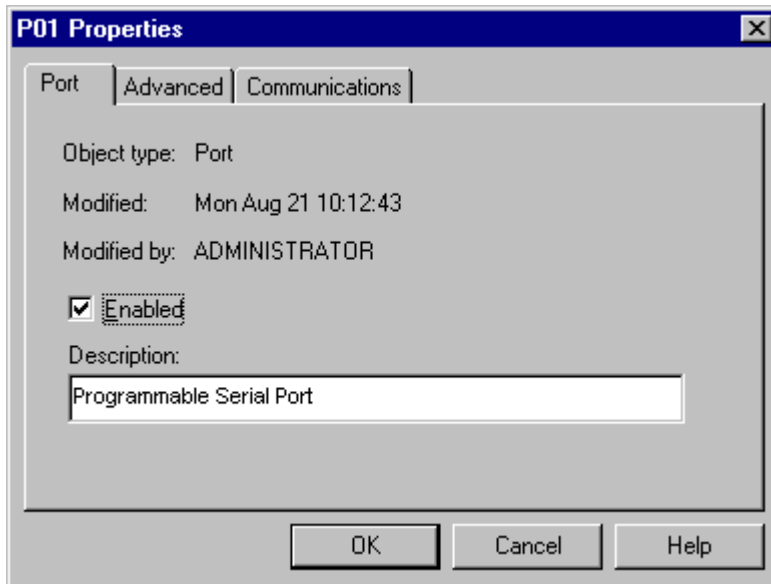 P01 Properties
Port Advanced Communications
Object type: Port
Modified: Mon Aug 21 10:12:43
Modified by: ADMINISTRATOR
Enabled
Description:
Programmable Serial Port
OK Cancel Help